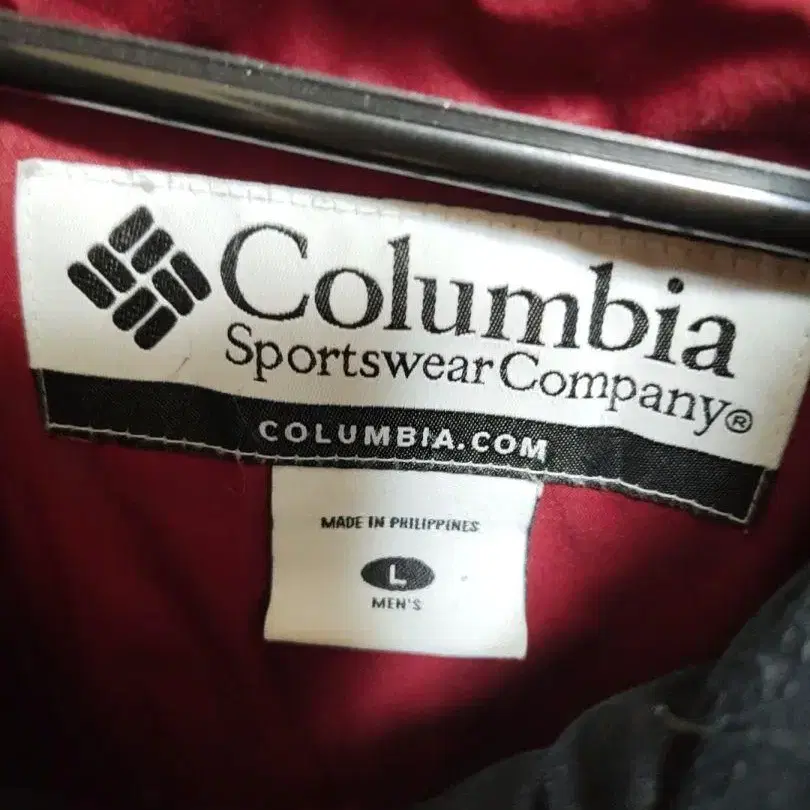 Columbia
Sportswear Company®
COLUMBIA.COM
MADE IN PHILIPPINES
L
MEN'S